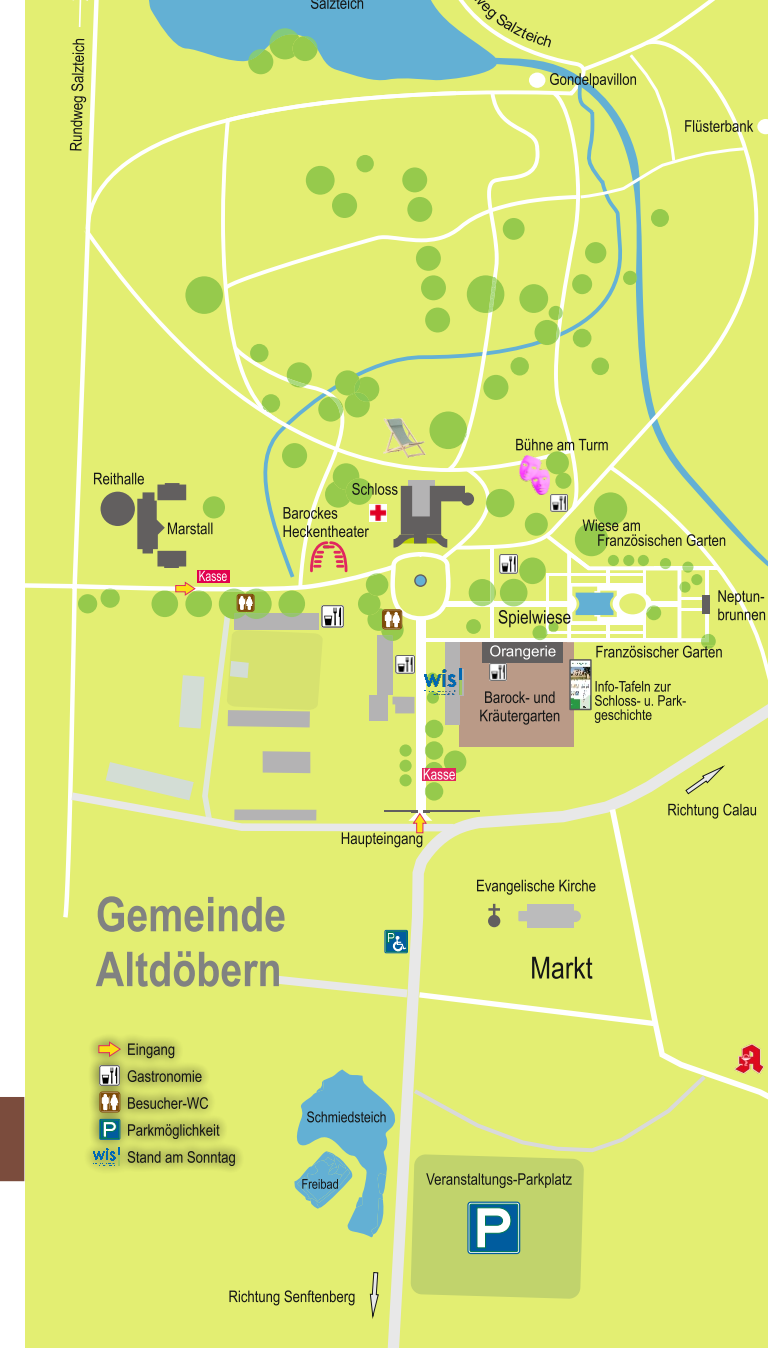 Salzteich
weg Salzteich
Rundweg Salzteich
Gondelpavillon
Flüsterbank
Bühne am Turm
Reithalle
Schloss
Marstall
Barockes
Heckentheater
Wiese am
Französischen Garten
Kasse
Neptun-
brunnen
Spielwiese
Orangerie
Französischer Garten
wis!
Info-Tafeln zur
Schloss- u. Park-
geschichte
Barock- und
Kräutergarten
Kasse
Richtung Calau
Haupteingang
Evangelische Kirche
Gemeinde
Altdöbern
P
Markt
Eingang
Gastronomie
Besucher-WC
P Parkmöglichkeit
wis! Stand am Sonntag
Schmiedsteich
Freibad
Veranstaltungs-Parkplatz
P
Richtung Senftenberg